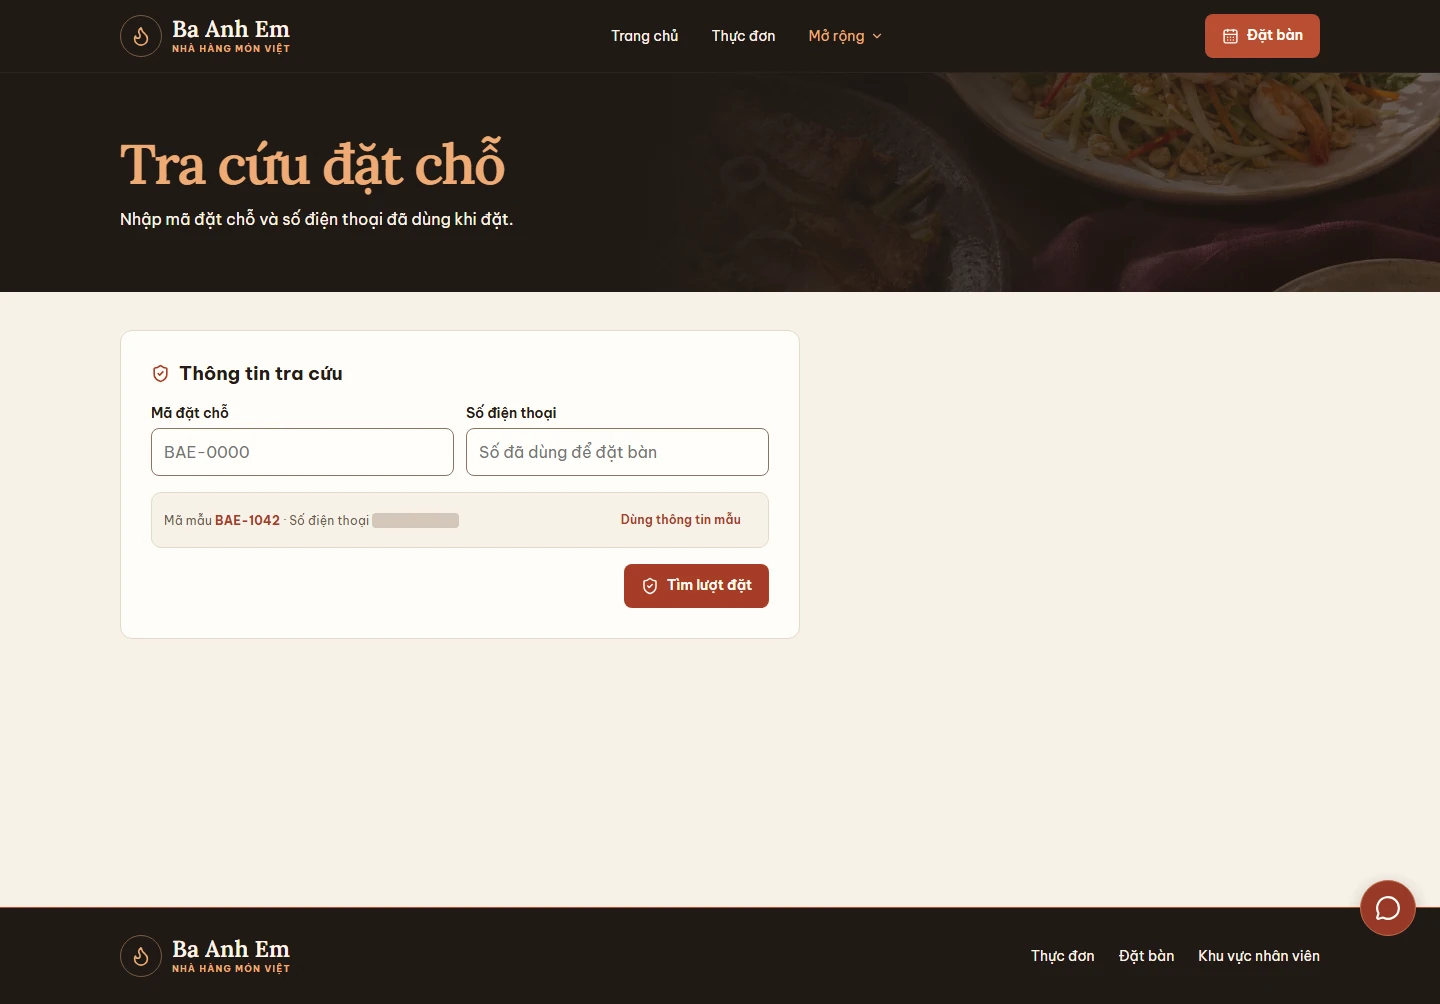 Ba Anh Em
NHÀ HÀNG MÓN VIỆT
Trang chủ
Thực đơn
Mở rộng
Đặt bàn
Tra cứu đặt chỗ
Nhập mã đặt chỗ và số điện thoại đã dùng khi đặt.
Thông tin tra cứu
Mã đặt chỗ
Số điện thoại
BAE-0000
Số đã dùng để đặt bàn
Mã mẫu BAE-1042 · Số điện thoại
Dùng thông tin mẫu
Tìm lượt đặt
Ba Anh Em
NHÀ HÀNG MÓN VIỆT
Thực đơn
Đặt bàn
Khu vực nhân viên